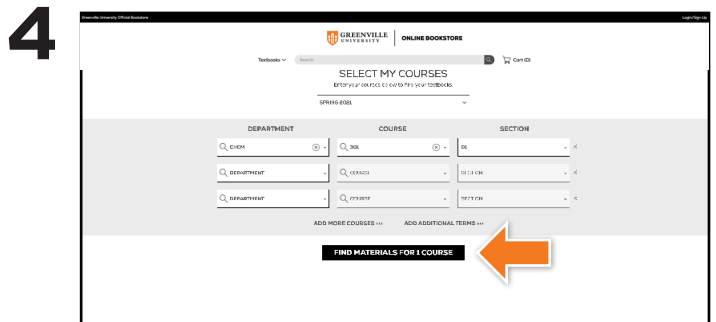 4
Greenville University Official Bookstore
Login/Sign Up
GREENVILLE UNIVERSITY ONLINE BOOKSTORE
Textbooks
Search
Cart (0)
SELECT MY COURSES
Enter your courses below to find your textbooks.
SPRING 2021
DEPARTMENT COURSE SECTION
CHEM 301 01
DEPARTMENT COURSE SECTION
DEPARTMENT COURSE SECTION
ADD MORE COURSES >>> ADD ADDITIONAL TERMS >>>
FIND MATERIALS FOR 1 COURSE